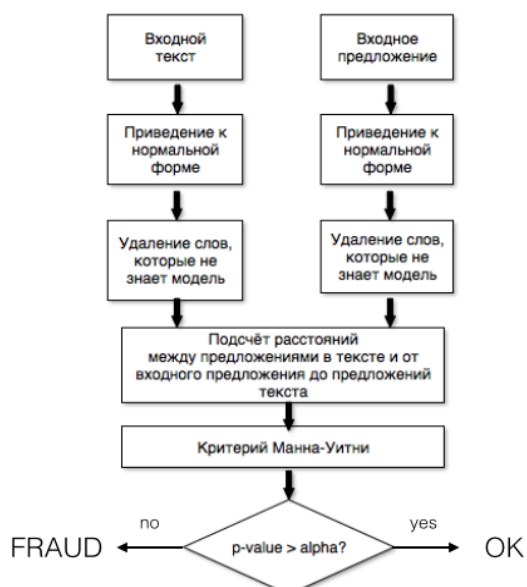 Входной
текст
Входное
предложение
Приведение к
нормальной
форме
Приведение к
нормальной
форме
Удаление слов,
которые не
знает модель
Удаление слов,
которые не
знает модель
Подсчёт расстояний
между предложениями в тексте и от
входного предложения до предложений
текста
Критерий Манна-Уитни
no
yes
FRAUD
p-value > alpha?
OK